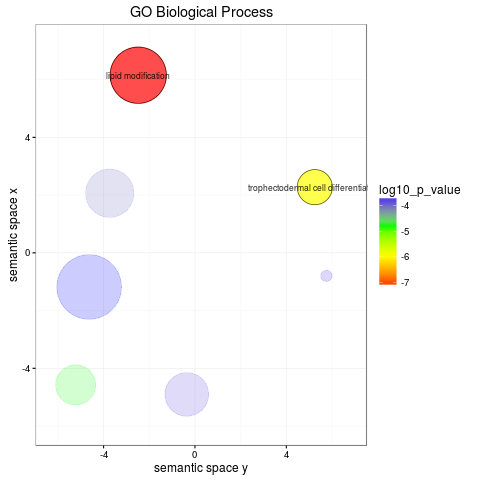 GO Biological Process
lipid modification
trophectodermal cell differentiat
semantic space x
4
0
-4
-4
0
4
semantic space y
log10_p_value
-4
-5
-6
-7